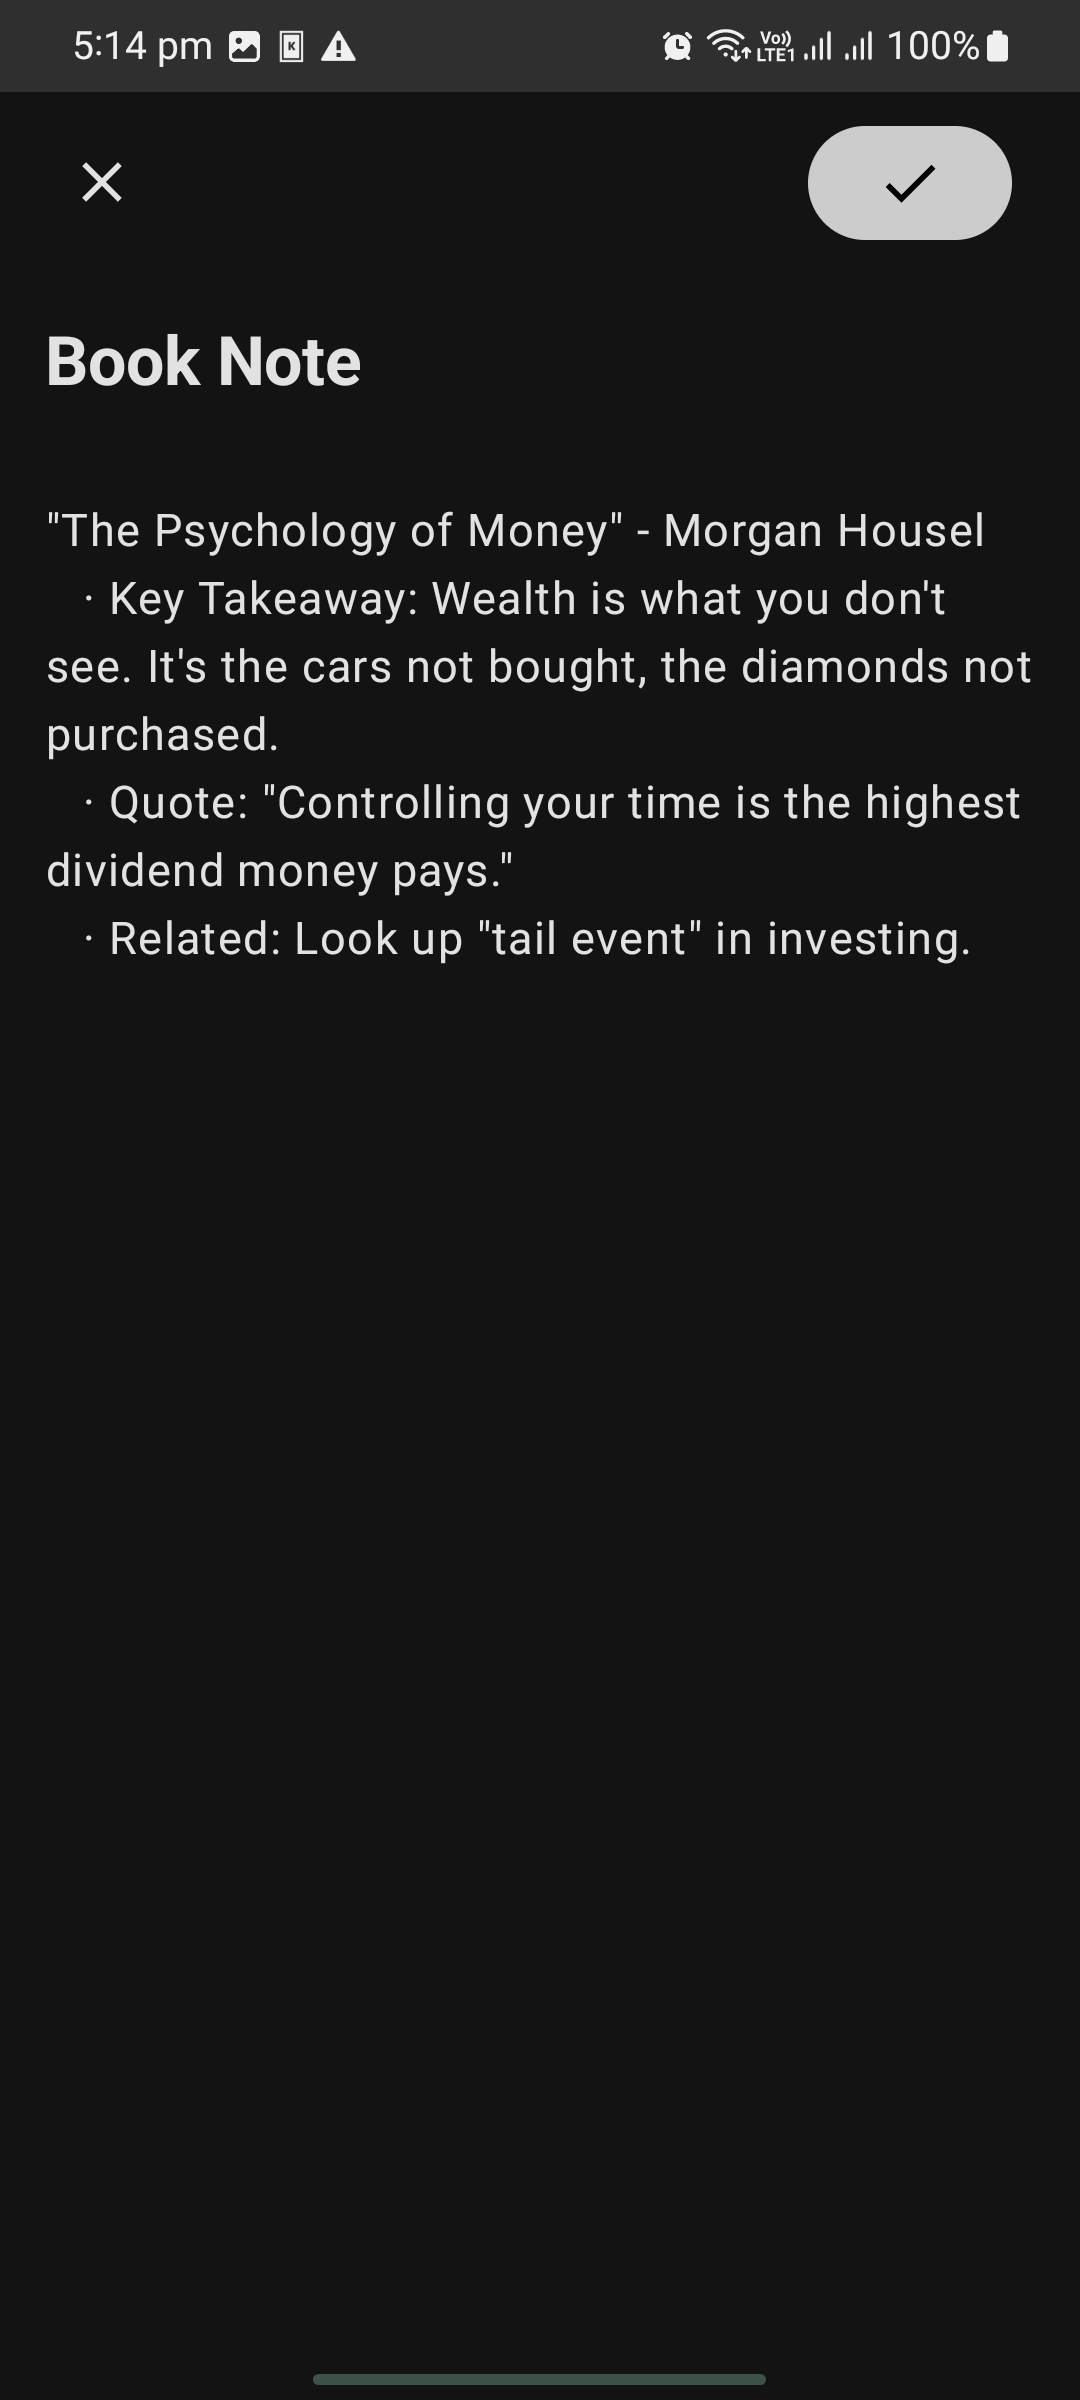 5:14 pm
Vo)) LTE1 100%
Book Note
"The Psychology of Money" - Morgan Housel
· Key Takeaway: Wealth is what you don't
see. It's the cars not bought, the diamonds not
purchased.
· Quote: "Controlling your time is the highest
dividend money pays."
· Related: Look up "tail event" in investing.